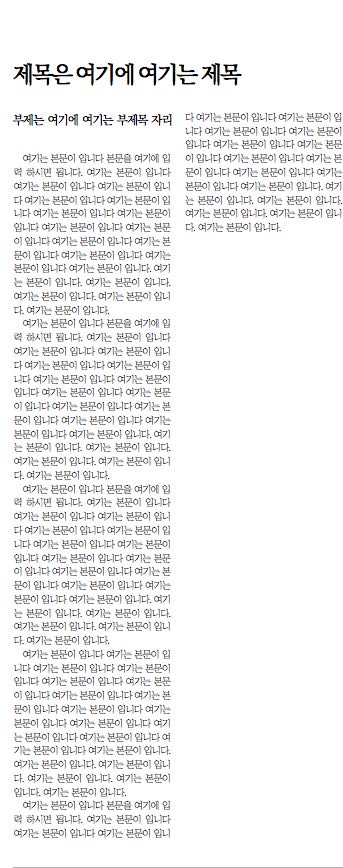 제목은 여기에 여기는 제목
부제는 여기에 여기는 부제목 자리
여기는 본문이 입니다 본문을 여기에 입
력 하시면 됩니다. 여기는 본문이 입니다
여기는 본문이 입니다 여기는 본문이 입니
다 여기는 본문이 입니다 여기는 본문이 입
니다 여기는 본문이 입니다 여기는 본문이
입니다 여기는 본문이 입니다 여기는 본문
이 입니다 여기는 본문이 입니다 여기는 본
문이 입니다 여기는 본문이 입니다 여기는
본문이 입니다 여기는 본문이 입니다. 여기
는 본문이 입니다. 여기는 본문이 입니다.
여기는 본문이 입니다. 여기는 본문이 입니
다. 여기는 본문이 입니다.
여기는 본문이 입니다 본문을 여기에 입
력 하시면 됩니다. 여기는 본문이 입니다
여기는 본문이 입니다 여기는 본문이 입니
다 여기는 본문이 입니다 여기는 본문이 입
니다 여기는 본문이 입니다 여기는 본문이
입니다 여기는 본문이 입니다 여기는 본문
이 입니다 여기는 본문이 입니다 여기는 본
문이 입니다 여기는 본문이 입니다 여기는
본문이 입니다 여기는 본문이 입니다. 여기
는 본문이 입니다. 여기는 본문이 입니다.
여기는 본문이 입니다. 여기는 본문이 입니
다. 여기는 본문이 입니다.
여기는 본문이 입니다 본문을 여기에 입
력 하시면 됩니다. 여기는 본문이 입니다
여기는 본문이 입니다 여기는 본문이 입니
다 여기는 본문이 입니다 여기는 본문이 입
니다 여기는 본문이 입니다 여기는 본문이
입니다 여기는 본문이 입니다 여기는 본문
이 입니다 여기는 본문이 입니다 여기는 본
문이 입니다 여기는 본문이 입니다 여기는
본문이 입니다 여기는 본문이 입니다. 여기
는 본문이 입니다. 여기는 본문이 입니다.
여기는 본문이 입니다. 여기는 본문이 입니
다. 여기는 본문이 입니다.
여기는 본문이 입니다 여기는 본문이 입
니다 여기는 본문이 입니다 여기는 본문이
입니다 여기는 본문이 입니다 여기는 본문
이 입니다 여기는 본문이 입니다 여기는 본
문이 입니다 여기는 본문이 입니다 여기는
본문이 입니다 여기는 본문이 입니다 여기
는 본문이 입니다 여기는 본문이 입니다 여
기는 본문이 입니다 여기는 본문이 입니다.
여기는 본문이 입니다. 여기는 본문이 입니
다. 여기는 본문이 입니다. 여기는 본문이
입니다. 여기는 본문이 입니다.
여기는 본문이 입니다 본문을 여기에 입
력 하시면 됩니다. 여기는 본문이 입니다
여기는 본문이 입니다 여기는 본문이 입니
다 여기는 본문이 입니다 여기는 본문이 입
니다 여기는 본문이 입니다 여기는 본문이
입니다 여기는 본문이 입니다 여기는 본문
이 입니다 여기는 본문이 입니다 여기는 본
문이 입니다 여기는 본문이 입니다 여기는
본문이 입니다 여기는 본문이 입니다. 여기
는 본문이 입니다. 여기는 본문이 입니다.
여기는 본문이 입니다. 여기는 본문이 입니
다. 여기는 본문이 입니다.